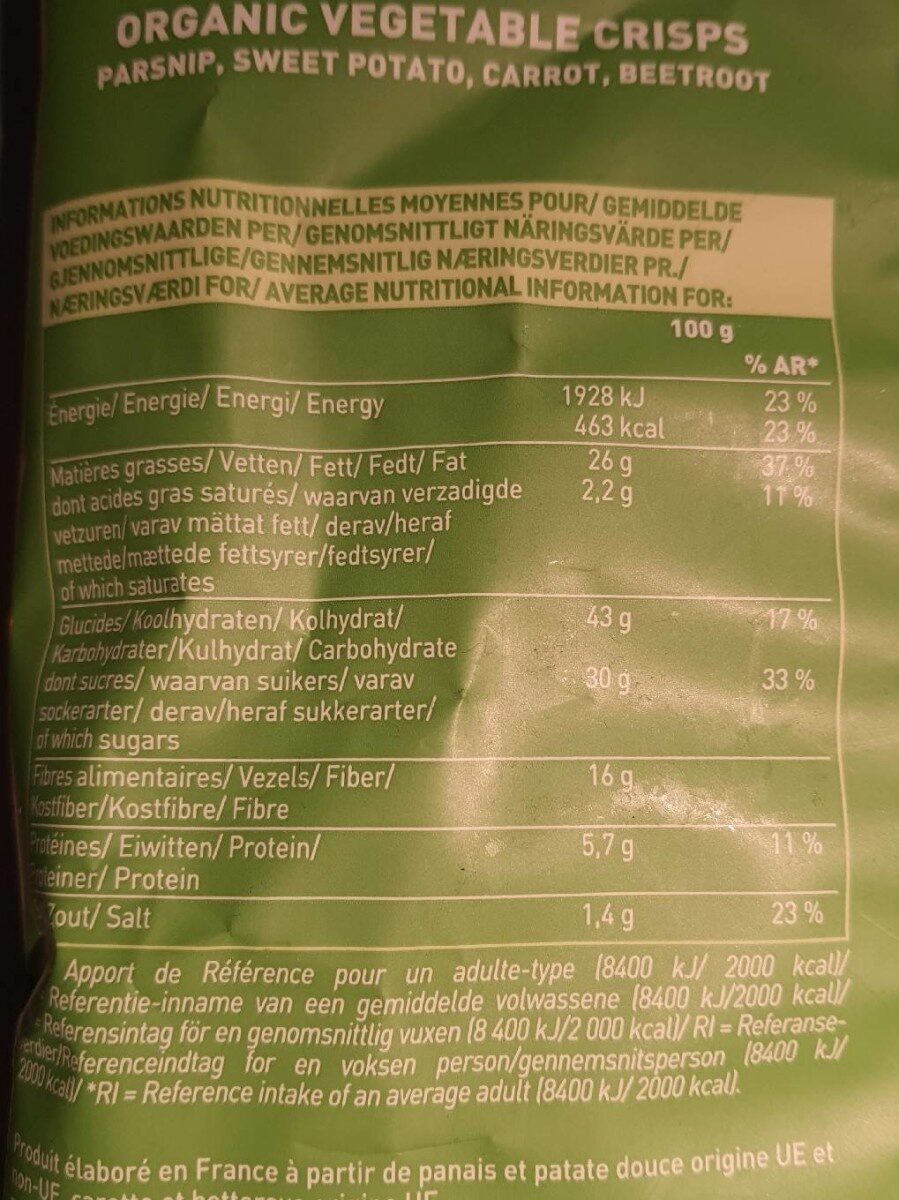 ORGANIC VEGETABLE CRISPS
PARSNIP, SWEET POTATO, CARROT, BEETROOT
INFORMATIONS NUTRITIONNELLES MOYENNES POUR/ GEMIDDELDE
VOEDINGSWAARDEN PER/ GENOMSNITTLIGT NÄRINGSVÄRDE PER/
GJENNOMSNITTLIGE/GENNEMSNITLIG NÆRINGSVERDIER PR./
NÆRINGSVÆRDI FOR/ AVERAGE NUTRITIONAL INFORMATION FOR:
100 g
% AR*
Énergie/ Energie/ Energi/ Energy 1928 kJ 23 %
463 kcal 23 %
Matières grasses/ Vetten/ Fett/ Fedt/ Fat 26 g 37 %
dont acides gras saturés/ waarvan verzadigde 2,2 g 11 %
vetzuren/ varav mättat fett/ derav/heraf
mettede/mættede fettsyrer/fedtsyrer/
of which saturates
Glucides/ Koolhydraten/ Kolhydrat/ 43 g 17 %
Karbohydrater/Kulhydrat/ Carbohydrate
dont sucres/ waarvan suikers/ varav 30 g 33 %
sockerarter/ derav/heraf sukkerarter/
of which sugars
Fibres alimentaires/ Vezels/ Fiber/ 16 g
Kostfiber/Kostfibre/ Fibre
Protéines/ Eiwitten/ Protein/ 5,7 g 11 %
Proteiner/ Protein
Zout/ Salt 1,4 g 23 %
Apport de Référence pour un adulte-type (8400 kJ/ 2000 kcal)/
Referentie-inname van een gemiddelde volwassene (8400 kJ/2000 kcal)/
Referensintag för en genomsnittlig vuxen (8 400 kJ/2 000 kcal)/ RI = Referanse-
verdier/Referenceindtag for en voksen person/gennemsnitsperson (8400 kJ/
2000 kcal)/ *RI = Reference intake of an average adult (8400 kJ/ 2000 kcal).
Produit élaboré en France à partir de panais et patate douce origine UE et
non-UE